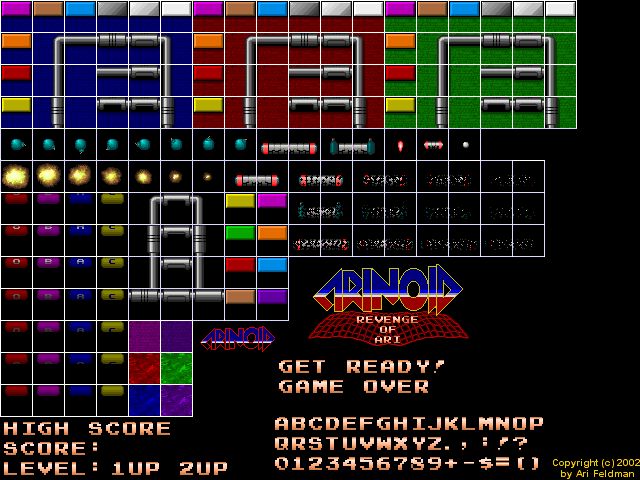 ARINOID
REVENGE
OF
ARI
ARINOID
GET READY!
GAME OVER
HIGH SCORE
SCORE:
LEVEL: 1UP 2UP
ABCDEFGHIJKLMNOP
QRSTUVWXYZ.,:!?
0123456789+-$=()
Copyright (c) 2002
by Ari Feldman